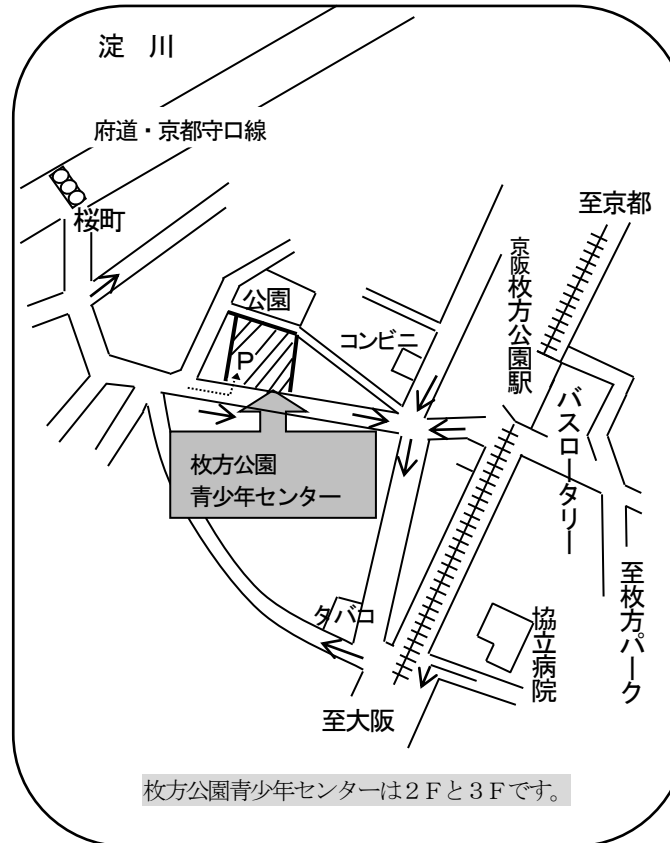 淀　川
府道・京都守口線
桜町
至京都
京阪枚方公園駅
公園
コンビニ
P
バスロータリー
枚方公園
青少年センター
タバコ
協立病院
至枚方パーク
至大阪
枚方公園青少年センターは２Ｆと３Ｆです。